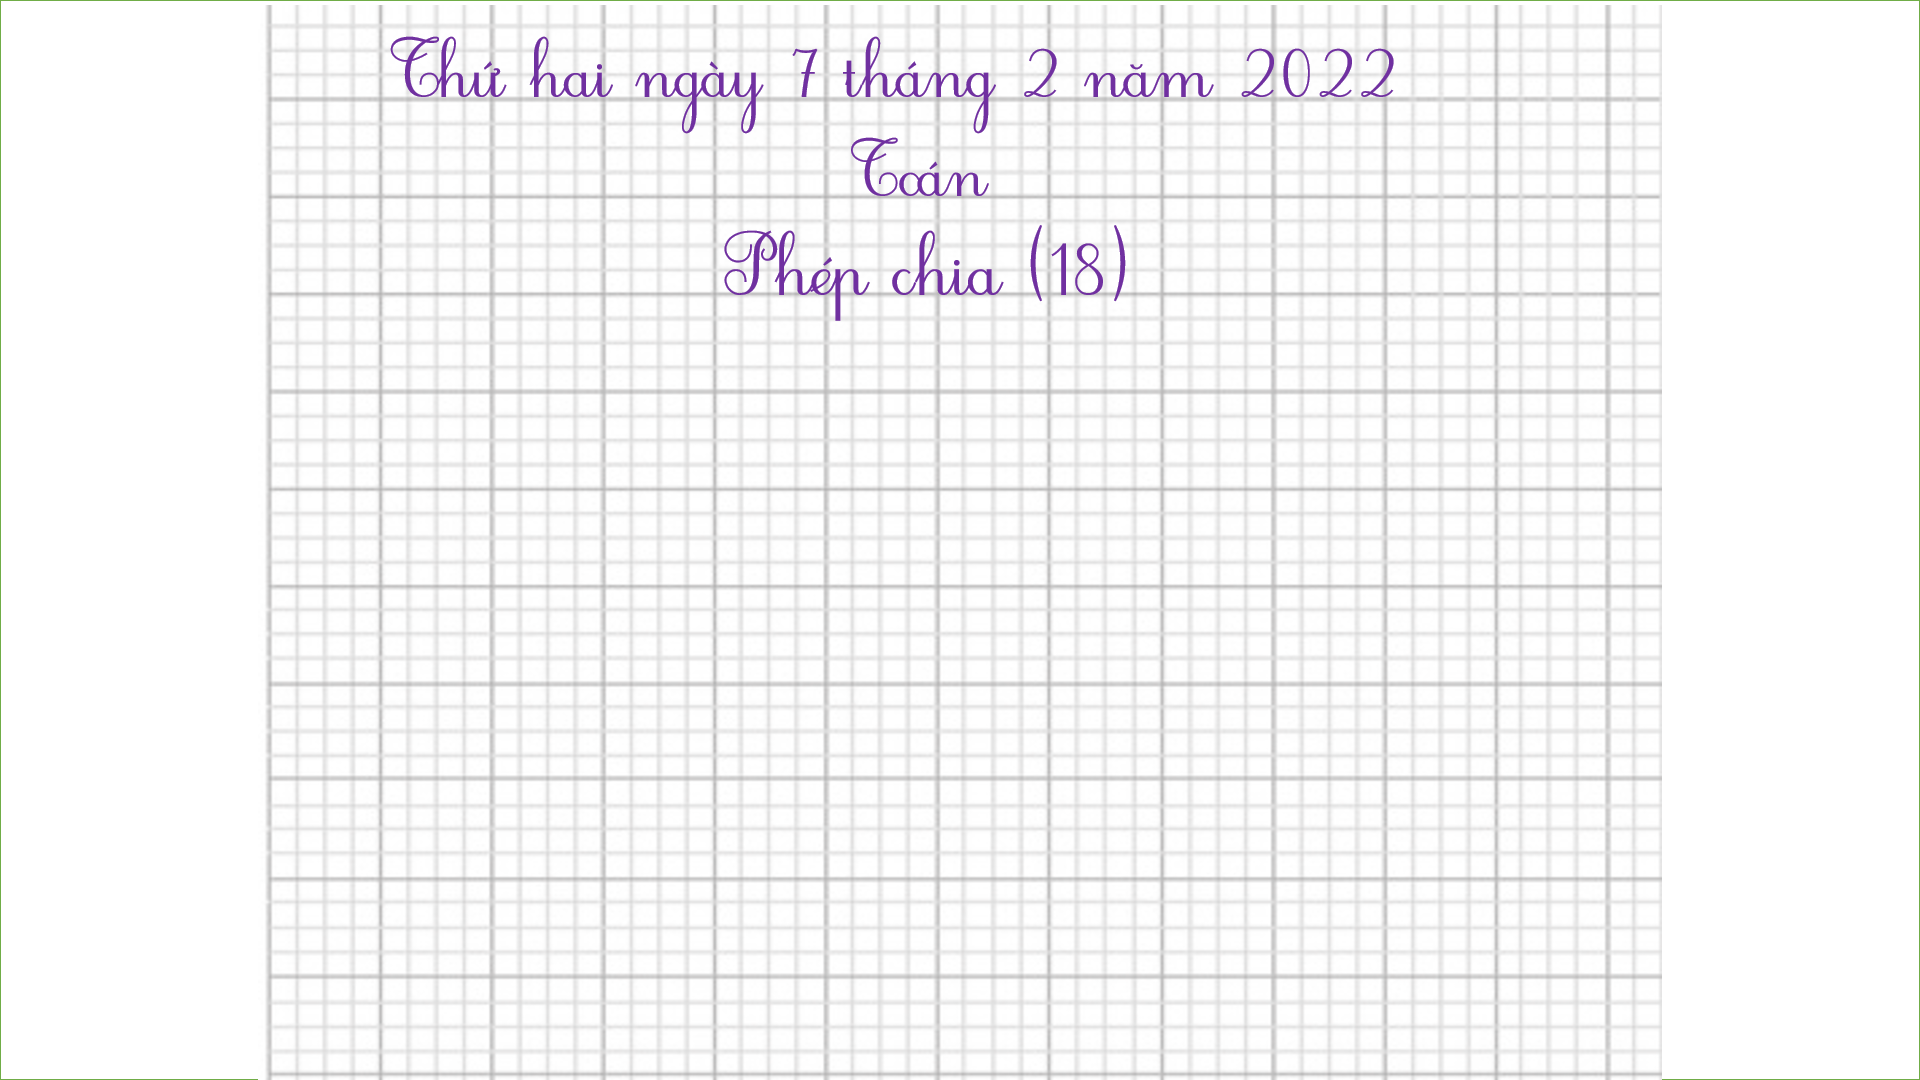 Thứ hai ngày 7 tháng 2 năm 2022
Toán
Phép chia (18)